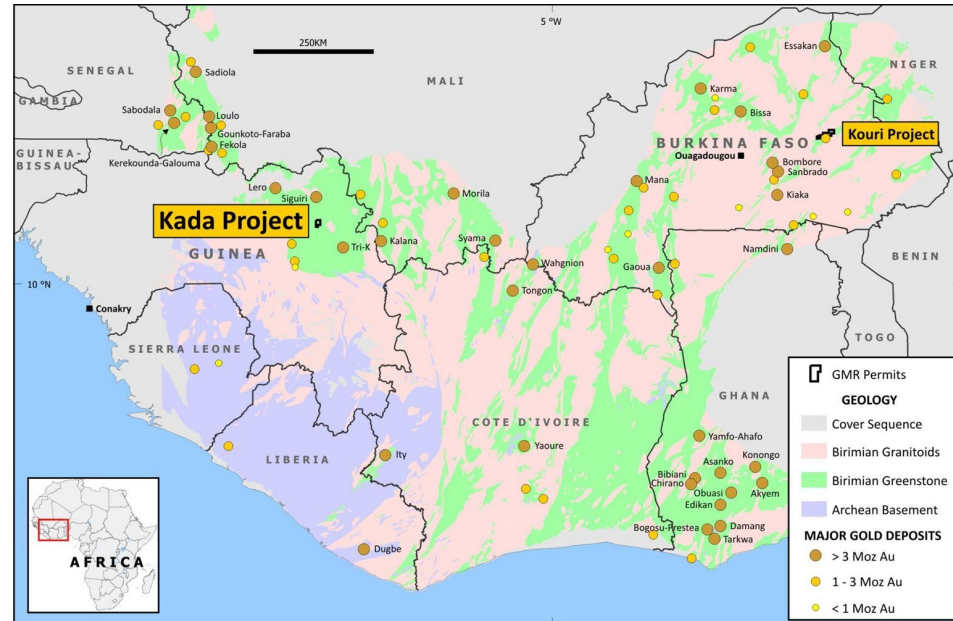 5°W
250KM
Essakan
SENEGAL
Sadiola
MALI
NIGER
GAMBIA
Karma
Sabodala
Loulo
Bissa
Gounkoto-Faraba
BURKINA FASO
Kouri Project
Fekola
GUINEA-
BISSAU
Kerekounda-Galouma
Ouagadougou
Bombore
Sanbrado
Lero
Mana
Siguiri
Morila
Kiaka
Kada Project
Kalana
Syama
Tri-K
Namdini
GUINEA
BENIN
Wahgnion
Gaoua
10°N
Tongon
Conakry
TOGO
SIERRA LEONE
GMR Permits
GEOLOGY
GHANA
Cover Sequence
COTE D'IVOIRE
Yamfo-Ahafo
Birimian Granitoids
Yaoure
LIBERIA
Ity
Asanko
Konongo
Birimian Greenstone
Bibiani
Chirano
Obuasi
Akyem
Edikan
Archean Basement
Bogosu-Prestea
Damang
MAJOR GOLD DEPOSITS
Tarkwa
Dugbe
> 3 Moz Au
AFRICA
1 - 3 Moz Au
< 1 Moz Au